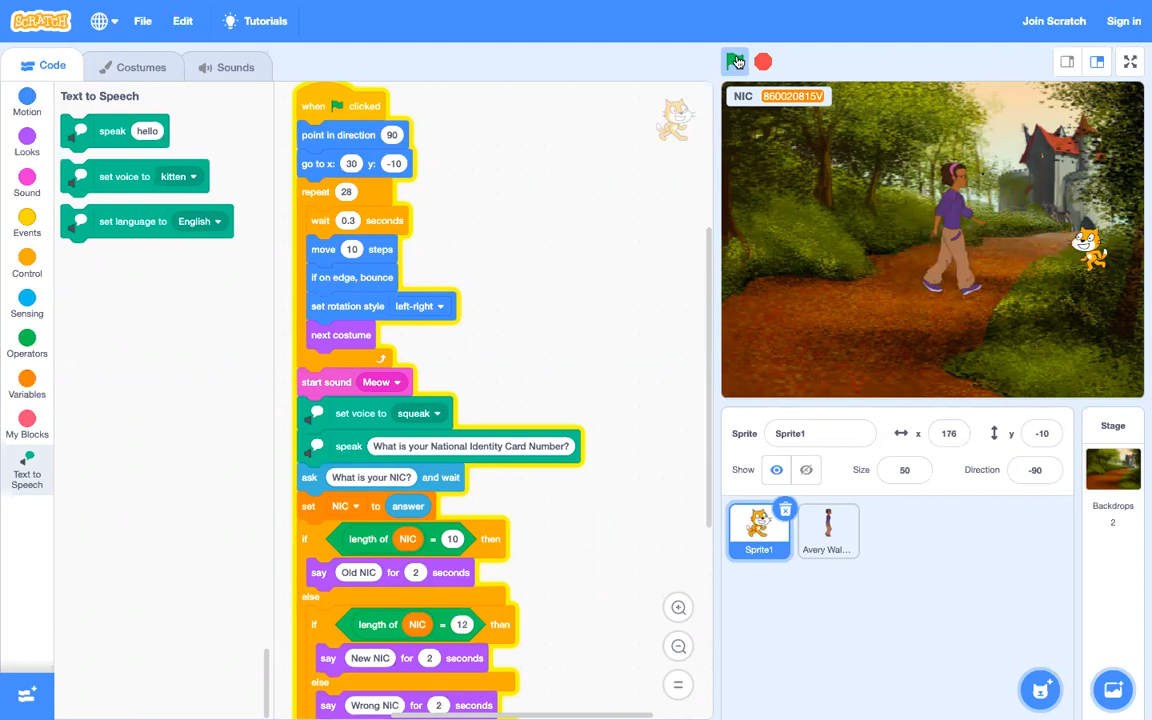 SCRATCH File Edit Tutorials Join Scratch Sign in
Code Costumes Sounds
Motion
Looks
Sound
Events
Control
Sensing
Operators
Variables
My Blocks
Text to
Speech
Text to Speech
speak hello
set voice to kitten
set language to English
when clicked
point in direction 90
go to x: 30 y: -10
repeat 28
wait 0.3 seconds
move 10 steps
if on edge, bounce
set rotation style left-right
next costume
start sound Meow
set voice to squeak
speak What is your National Identity Card Number?
ask What is your NIC? and wait
set NIC to answer
if length of NIC = 10 then
say Old NIC for 2 seconds
else
if length of NIC = 12 then
say New NIC for 2 seconds
else
say Wrong NIC for 2 seconds
NIC 860020815V
Sprite Sprite1 x 176 y -10
Show Size 50 Direction -90
Sprite1
Avery Wal...
Stage
Backdrops
2